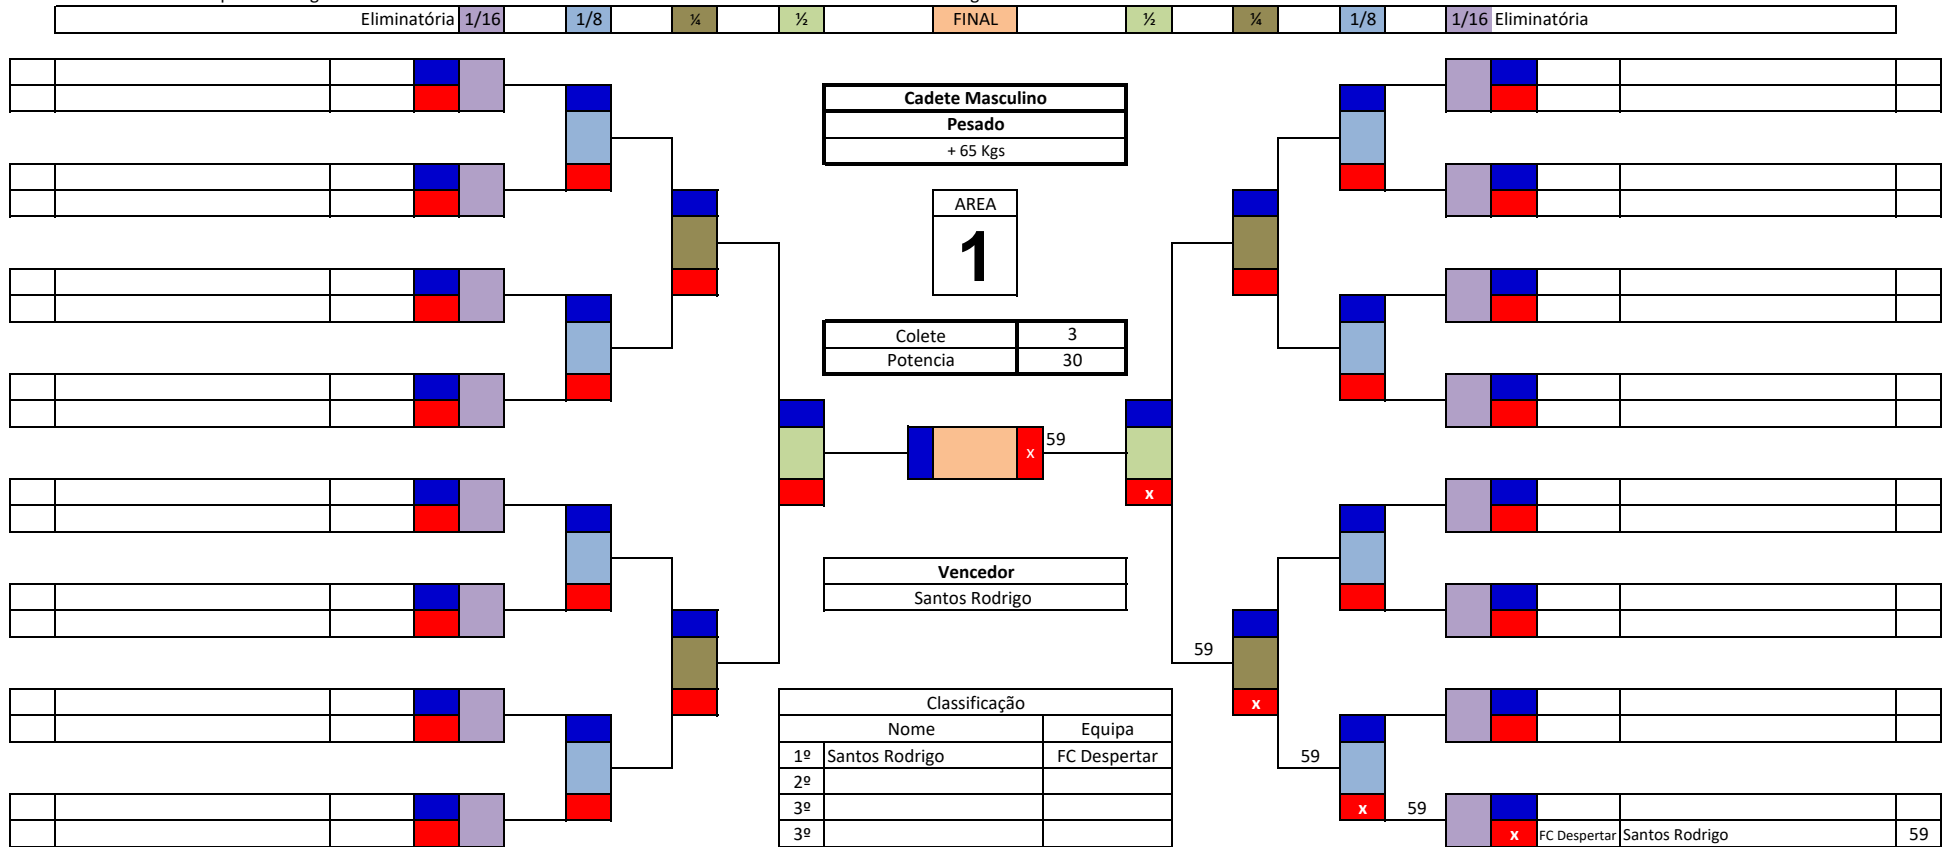 Eliminatória 1/16 1/8 ¼ ½ FINAL ½ ¼ 1/8 1/16 Eliminatória
Cadete Masculino
Pesado
+ 65 Kgs
AREA
1
Colete 3
Potencia 30
59
x
x
Vencedor
Santos Rodrigo
59
x
Classificação
Nome Equipa
1º Santos Rodrigo FC Despertar
59
2º
3º
x 59
3º
x FC Despertar Santos Rodrigo 59